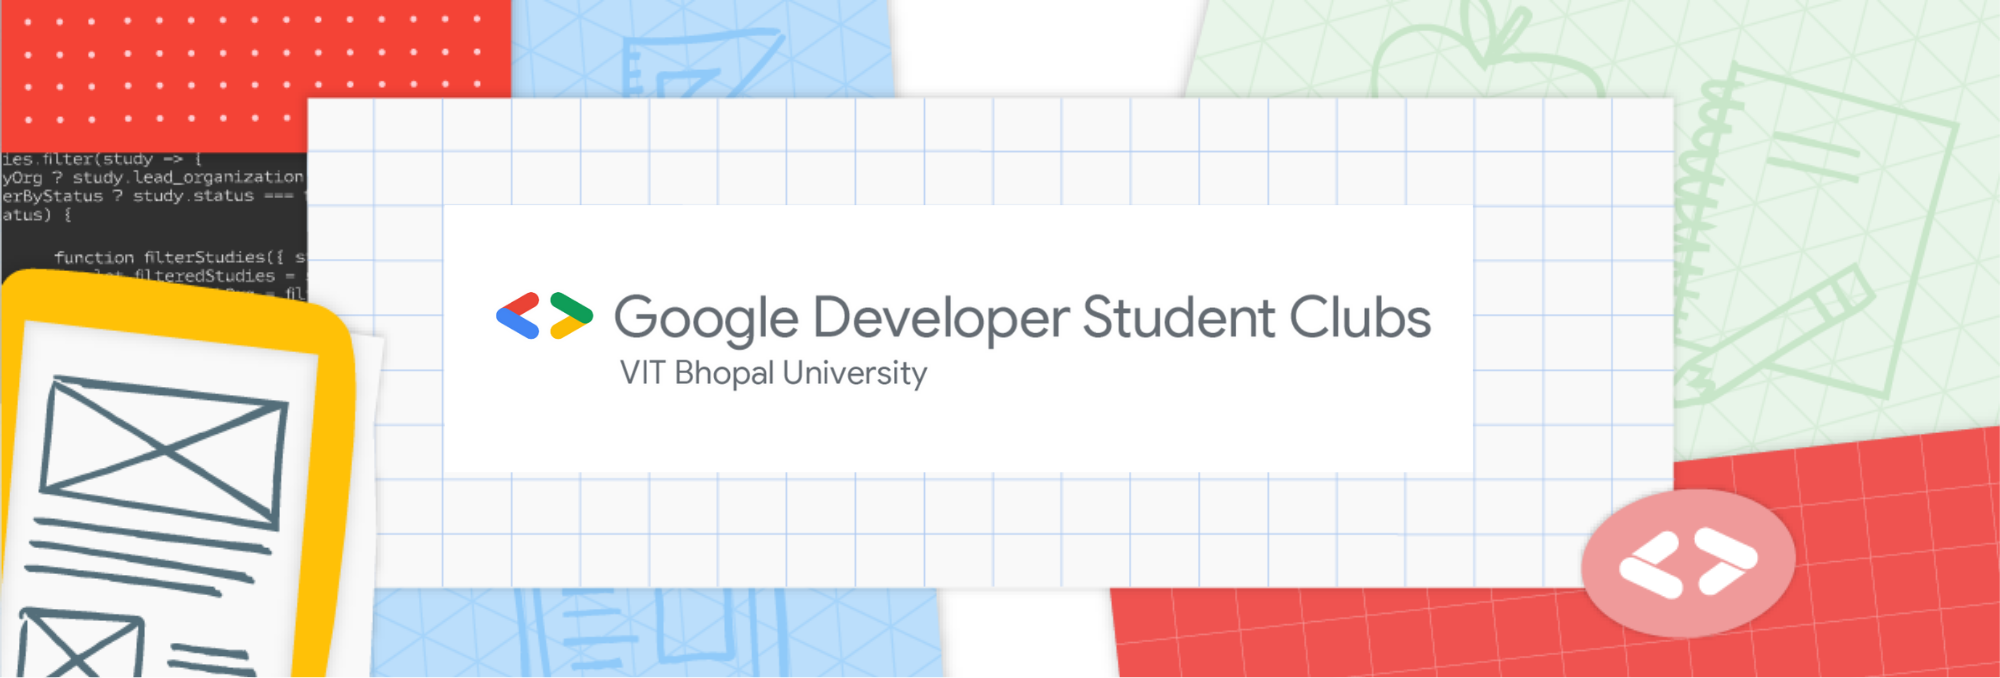 ies.filter(study => {
yOrg ? study.lead_organization
erByStatus ? study.status ===
atus) {
function filterStudies({ s
filteredStudies =
Google Developer Student Clubs
VIT Bhopal University